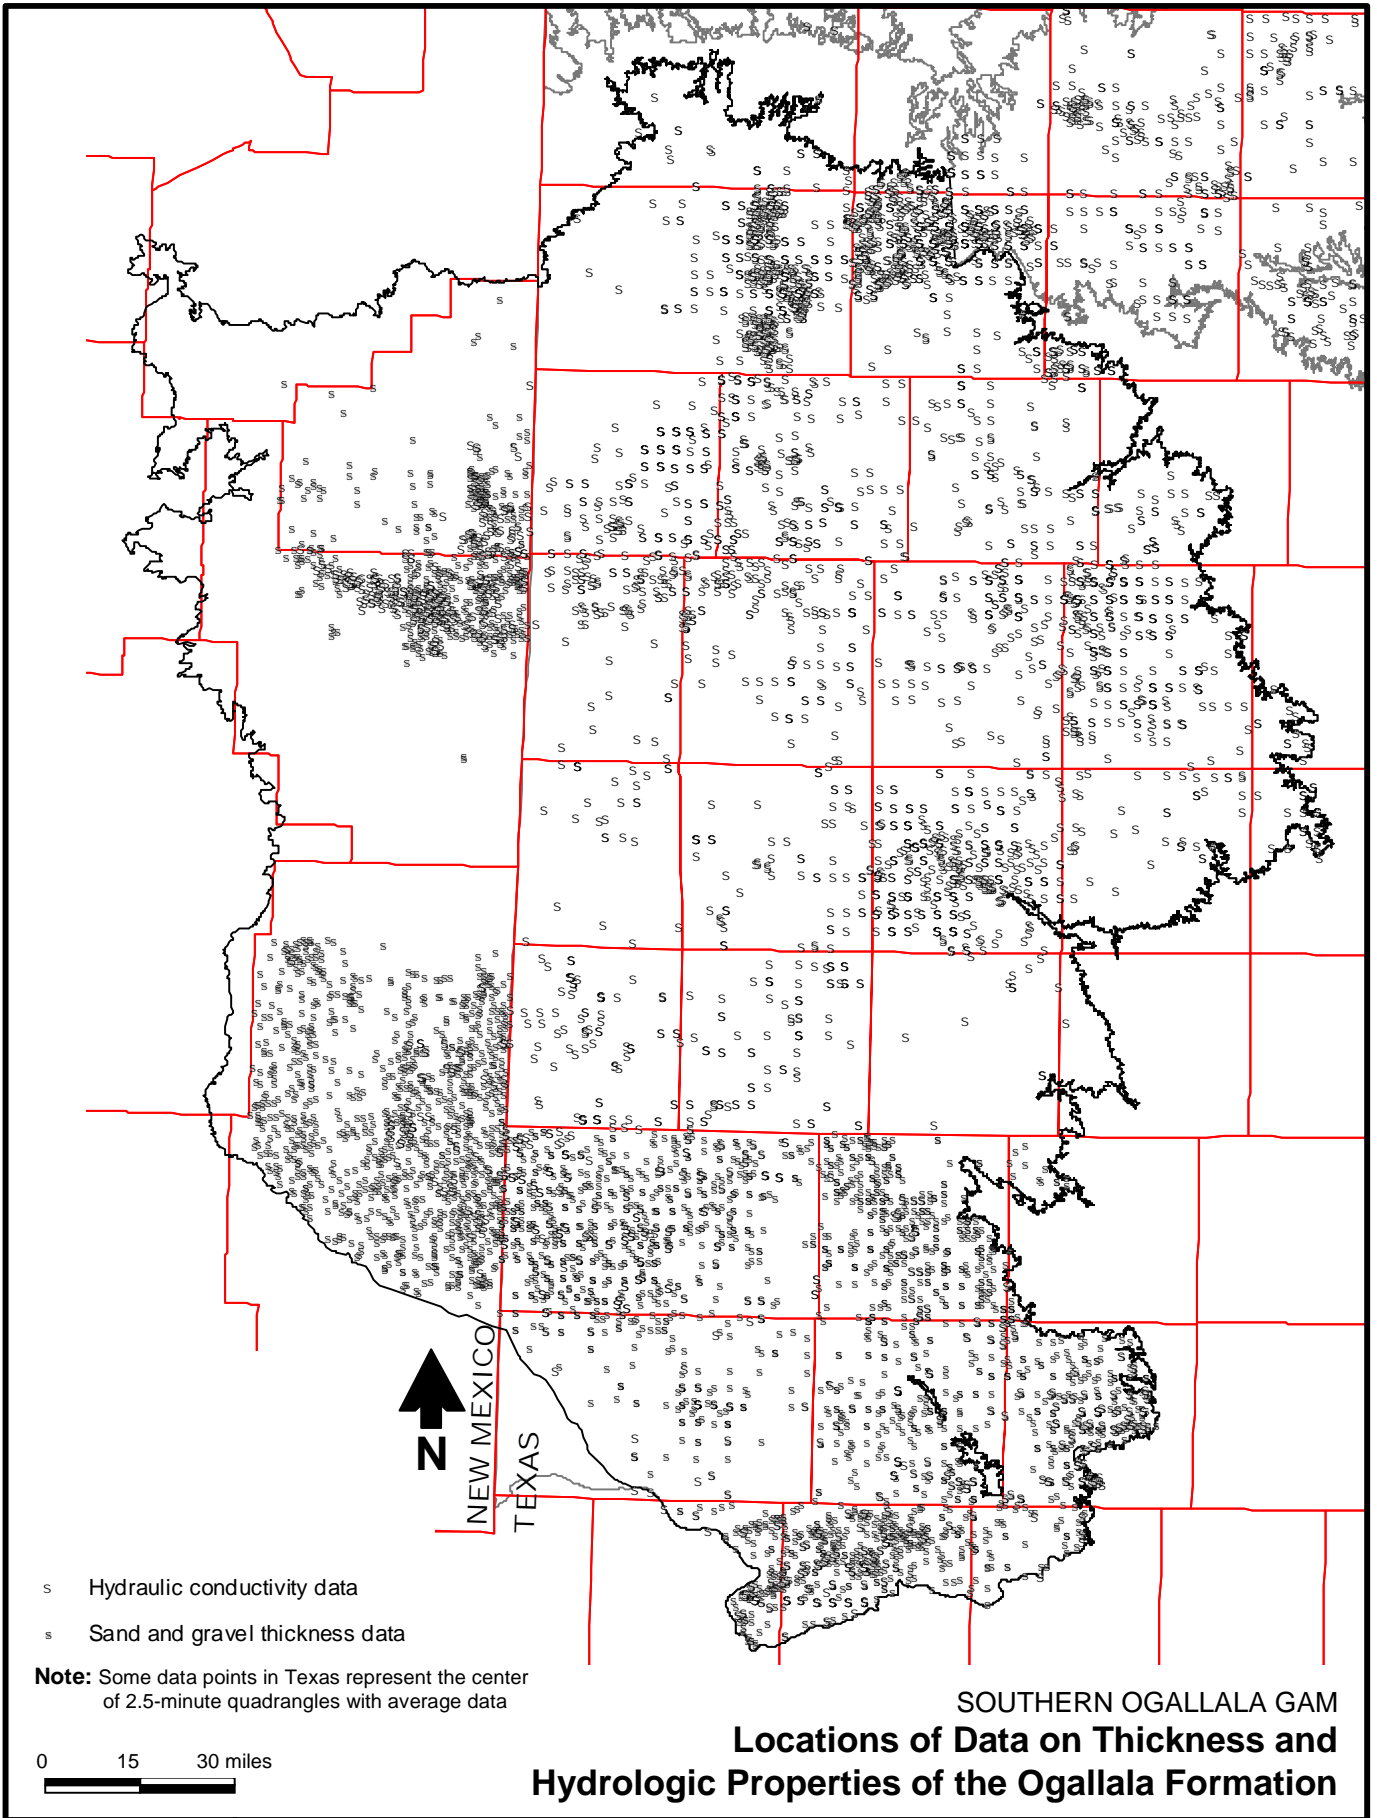 NEW MEXICO
TEXAS
N
s Hydraulic conductivity data
s Sand and gravel thickness data
Note: Some data points in Texas represent the center
of 2.5-minute quadrangles with average data
0 15 30 miles
SOUTHERN OGALLALA GAM
Locations of Data on Thickness and
Hydrologic Properties of the Ogallala Formation